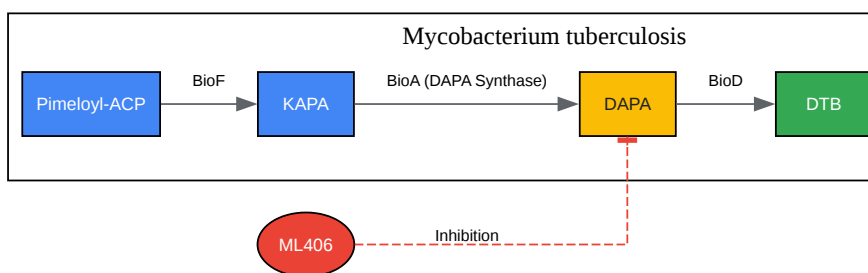 Mycobacterium tuberculosis
BioF
BioA (DAPA Synthase)
BioD
Pimeloyl-ACP
KAPA
DAPA
DTB
ML406
Inhibition